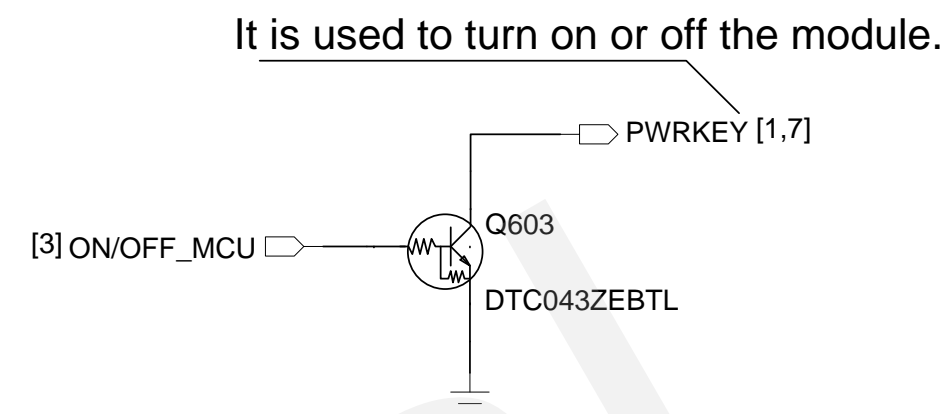 It is used to turn on or off the module.
PWRKEY [1,7]
Q603
[3] ON/OFF_MCU
DTC043ZEBTL